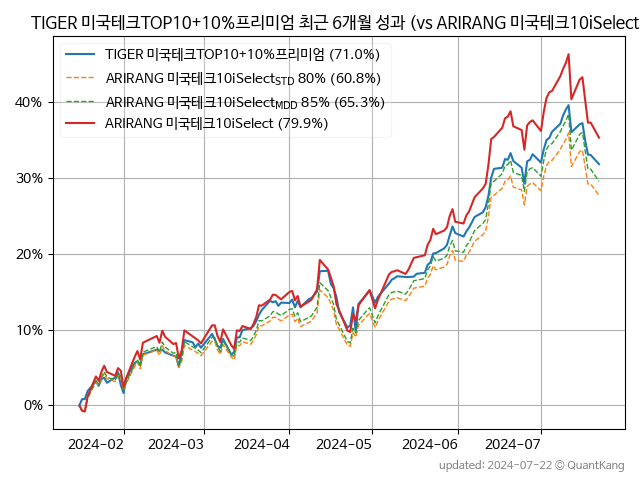 TIGER 미국테크TOP10+10%프리미엄 최근 6개월 성과 (vs ARIRANG 미국테크10iSelect
TIGER 미국테크TOP10+10%프리미엄 (71.0%)
ARIRANG 미국테크10iSelectSTD 80% (60.8%)
ARIRANG 미국테크10iSelectMDD 85% (65.3%)
ARIRANG 미국테크10iSelect (79.9%)
40%
30%
20%
10%
0%
2024-02 2024-03 2024-04 2024-05 2024-06 2024-07
updated: 2024-07-22 © QuantKang